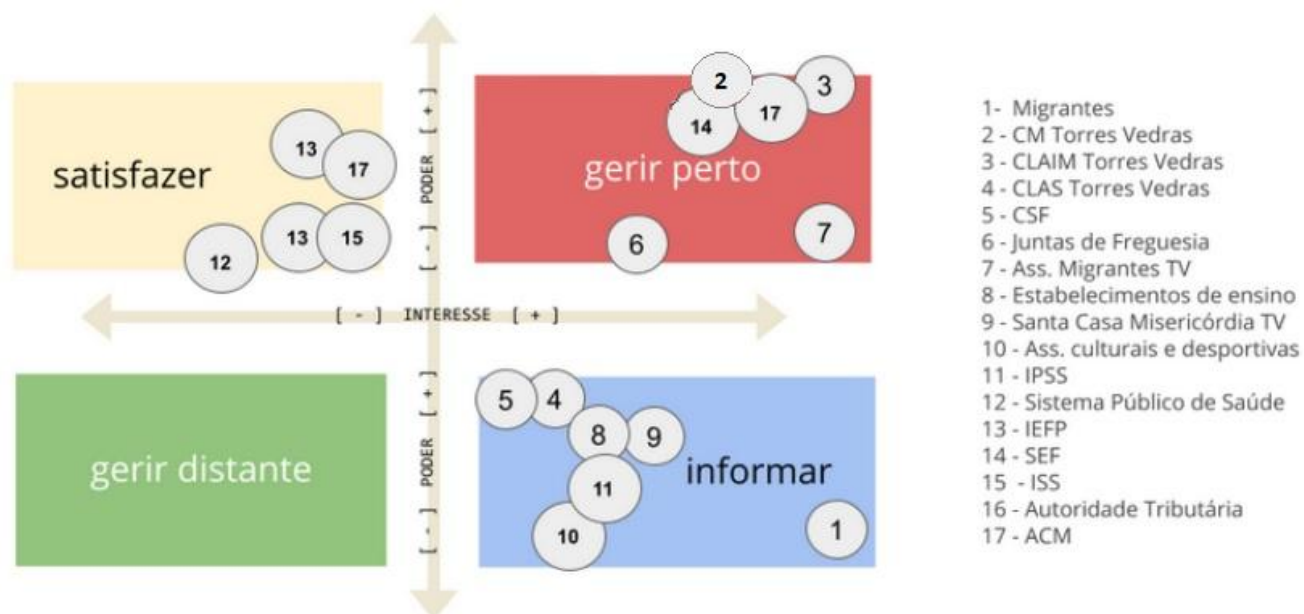 satisfazer
13
17
13
15
12
[ - ] PODER [ + ]
2
3
14
17
gerir perto
6
7
[ - ] INTERESSE [ + ]
gerir distante
[ - ] PODER [ + ]
5
4
8
9
11
informar
10
1
1- Migrantes
2 - CM Torres Vedras
3 - CLAIM Torres Vedras
4 - CLAS Torres Vedras
5 - CSF
6 - Juntas de Freguesia
7 - Ass. Migrantes TV
8 - Estabelecimentos de ensino
9 - Santa Casa Misericórdia TV
10 - Ass. culturais e desportivas
11 - IPSS
12 - Sistema Público de Saúde
13 - IEFP
14 - SEF
15 - ISS
16 - Autoridade Tributária
17 - ACM